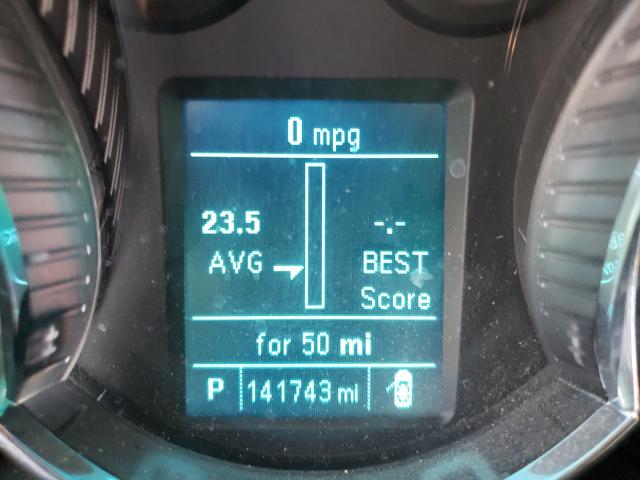 0 mpg
23.5 -.-
AVG BEST
Score
for 50 mi
P 141743 mi